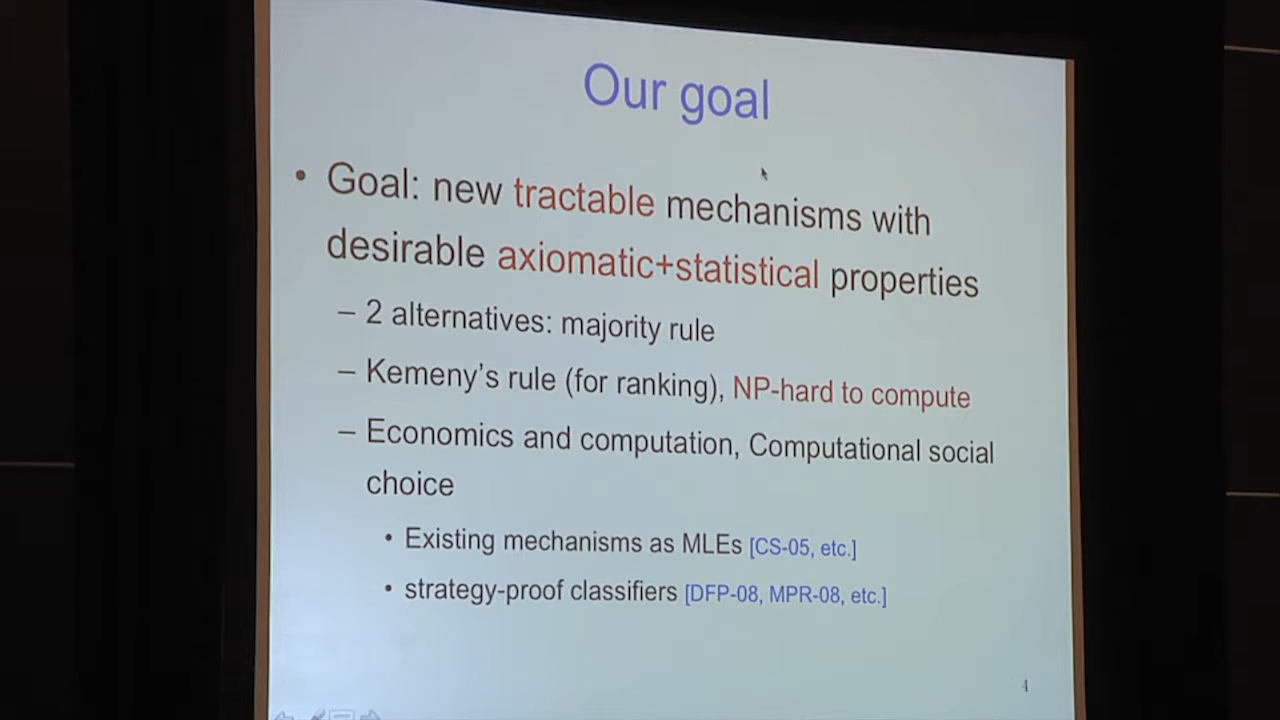 Our goal
• Goal: new tractable mechanisms with
desirable axiomatic+statistical properties
– 2 alternatives: majority rule
– Kemeny's rule (for ranking), NP-hard to compute
– Economics and computation, Computational social
choice
• Existing mechanisms as MLEs [CS-05, etc.]
• strategy-proof classifiers [DFP-08, MPR-08, etc.]
4